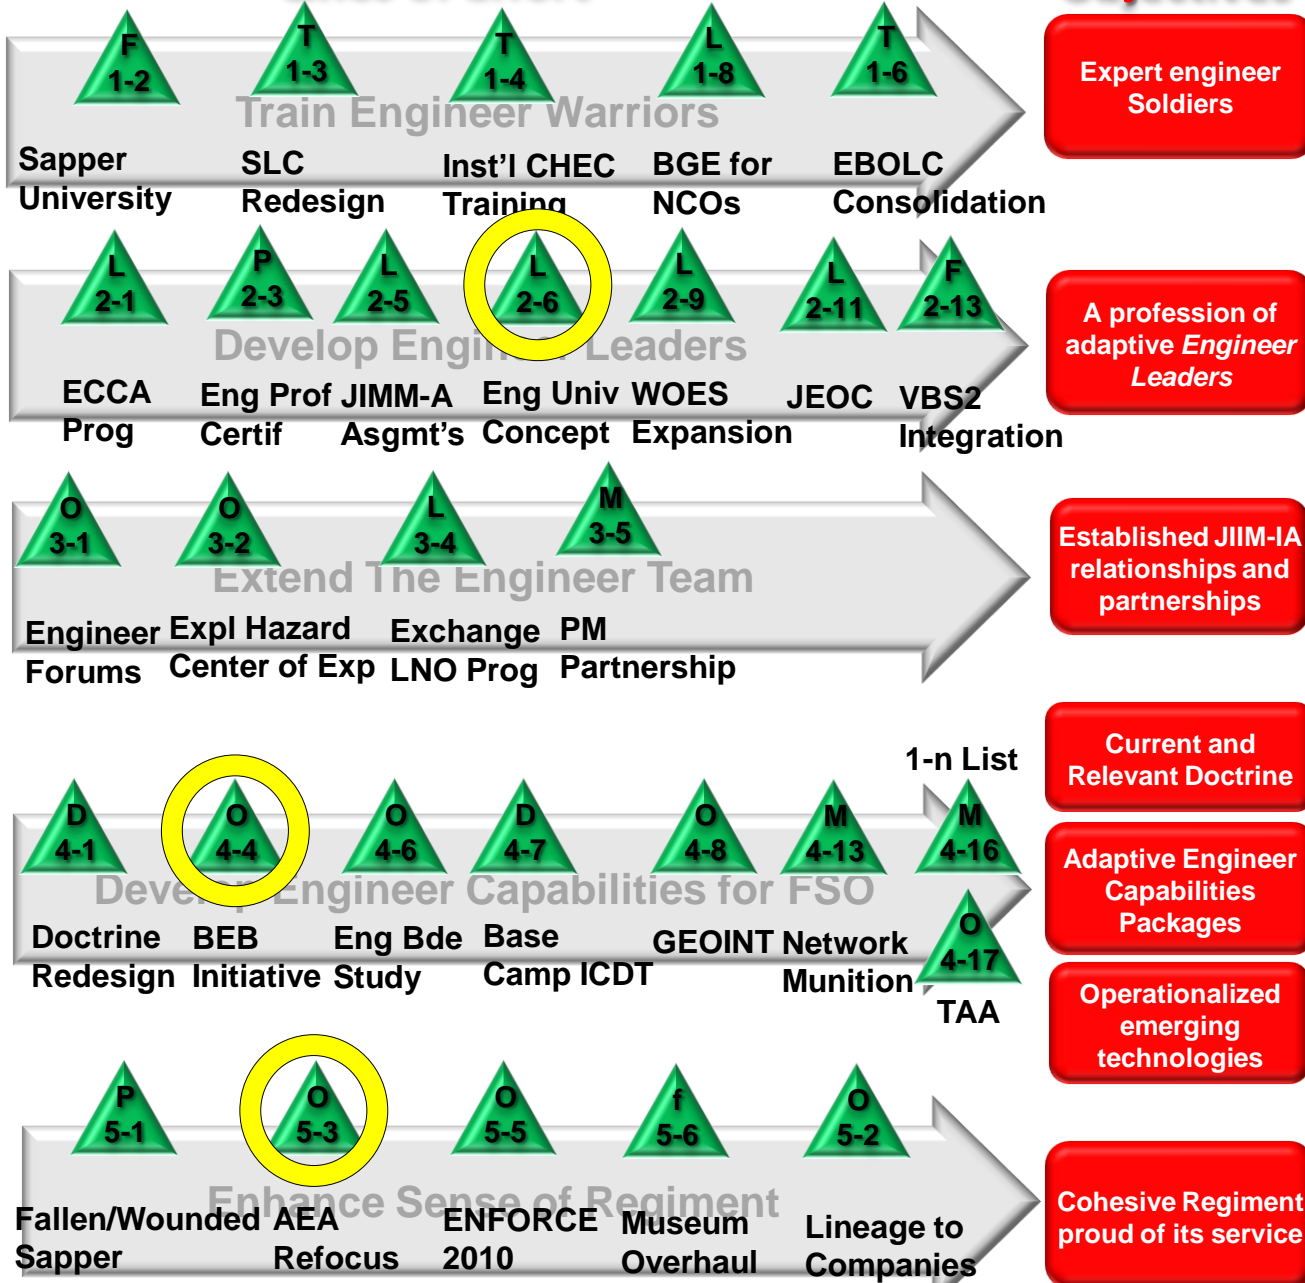 F
1-2
T
1-3
T
1-4
L
1-8
T
1-6
Train Engineer Warriors
Sapper
University
SLC
Redesign
Inst'l CHEC
Training
BGE for
NCOs
EBOLC
Consolidation
Expert engineer
Soldiers
L
2-1
P
2-3
L
2-5
L
2-6
L
2-9
L
2-11
F
2-13
Develop Engineer Leaders
ECCA
Prog
Eng Prof
Certif
JIMM-A
Asgmt's
Eng Univ
Concept
WOES
Expansion
JEOC
VBS2
Integration
A profession of
adaptive Engineer
Leaders
O
3-1
O
3-2
L
3-4
M
3-5
Extend The Engineer Team
Engineer
Forums
Expl Hazard
Center of Exp
Exchange
LNO Prog
PM
Partnership
Established JIIM-IA
relationships and
partnerships
1-n List
D
4-1
O
4-4
O
4-6
D
4-7
O
4-8
M
4-13
M
4-16
Develop Engineer Capabilities for FSO
Doctrine
Redesign
BEB
Initiative
Eng Bde
Study
Base
Camp ICDT
GEOINT
Network
Munition
O
4-17
TAA
Current and
Relevant Doctrine
Adaptive Engineer
Capabilities
Packages
Operationalized
emerging
technologies
P
5-1
O
5-3
O
5-5
f
5-6
O
5-2
Enhance Sense of Regiment
Fallen/Wounded
Sapper
AEA
Refocus
ENFORCE
2010
Museum
Overhaul
Lineage to
Companies
Cohesive Regiment
proud of its service